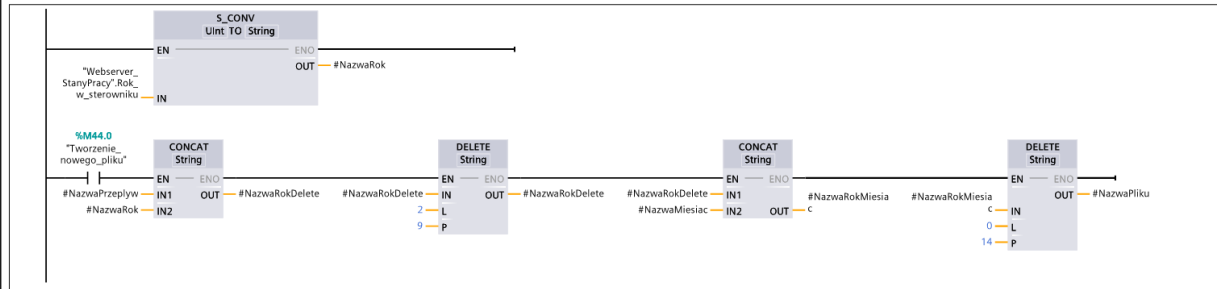 S_CONV
UInt TO String
EN ENO
OUT #NazwaRok
"Webserver_
StanyPracy".Rok_
w_sterowniku IN
%M44.0
"Tworzenie_
nowego_pliku"
CONCAT
String
EN ENO
#NazwaPrzeplyw IN1 OUT #NazwaRokDelete
#NazwaRok IN2
DELETE
String
EN ENO
#NazwaRokDelete IN OUT #NazwaRokDelete
2 L
9 P
CONCAT
String
EN ENO
#NazwaRokDelete IN1
#NazwaMiesiac IN2 OUT
#NazwaRokMiesia
c
DELETE
String
EN ENO
OUT #NazwaPliku
#NazwaRokMiesia
c IN
0 L
14 P